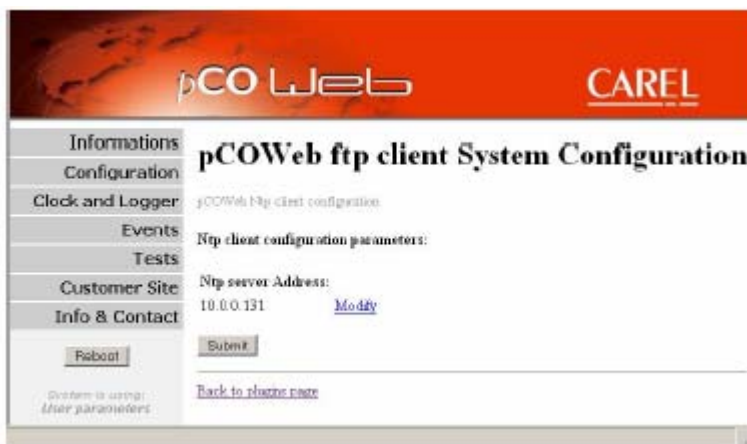 pCO Web
CAREL
Informations
Configuration
Clock and Logger
Events
Tests
Customer Site
Info & Contact
Reboot
System is using:
User parameters
pCOWeb ftp client System Configuration
pCOWeb Ntp client configuration
Ntp client configuration parameters:
Ntp server Address:
10.0.0.131 Modify
Submit
Back to plugins page